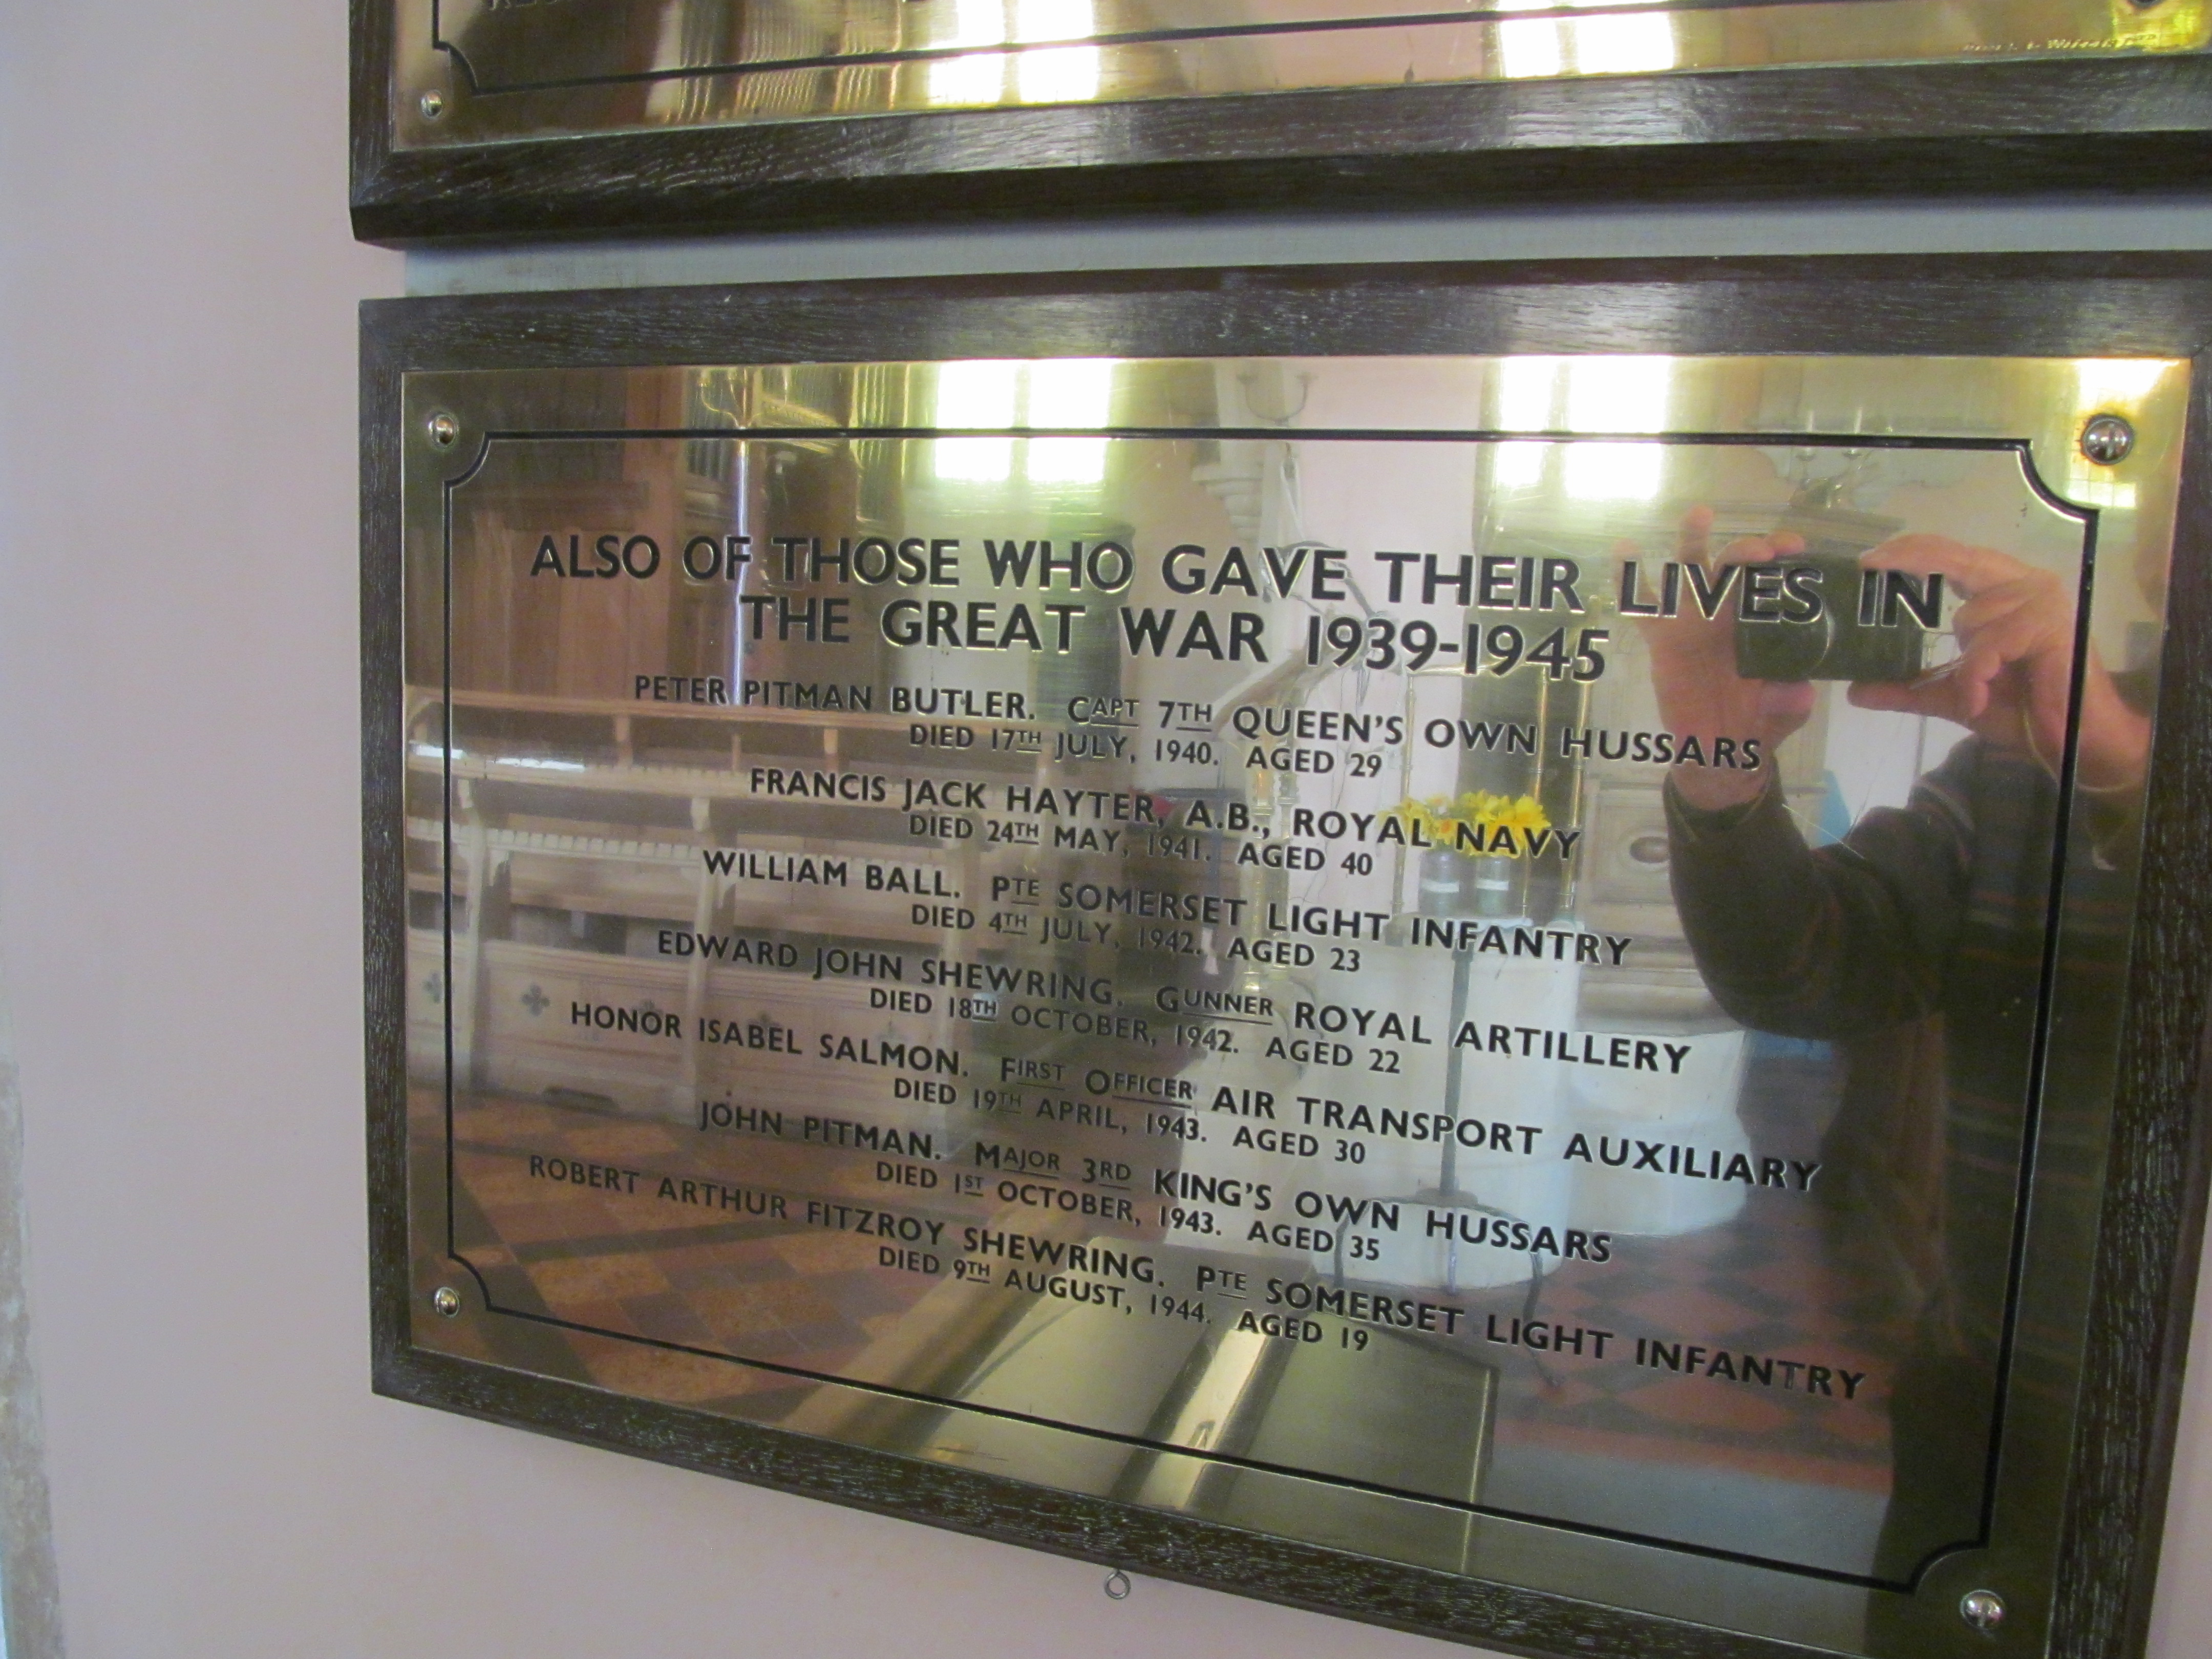 ALSO OF THOSE WHO GAVE THEIR LIVES IN
THE GREAT WAR 1939-1945
PETER PITMAN BUTLER. CAPT 7TH QUEEN'S OWN HUSSARS
DIED 17TH JULY, 1940. AGED 29
FRANCIS JACK HAYTER, A.B., ROYAL NAVY
DIED 24TH MAY, 1941. AGED 40
WILLIAM BALL. PTE SOMERSET LIGHT INFANTRY
DIED 4TH JULY, 1942. AGED 23
EDWARD JOHN SHEWRING. GUNNER ROYAL ARTILLERY
DIED 18TH OCTOBER, 1942. AGED 22
HONOR ISABEL SALMON. FIRST OFFICER AIR TRANSPORT AUXILIARY
DIED 19TH APRIL, 1943. AGED 30
JOHN PITMAN. MAJOR 3RD KING'S OWN HUSSARS
DIED 1ST OCTOBER, 1943. AGED 35
ROBERT ARTHUR FITZROY SHEWRING. PTE SOMERSET LIGHT INFANTRY
DIED 9TH AUGUST, 1944. AGED 19